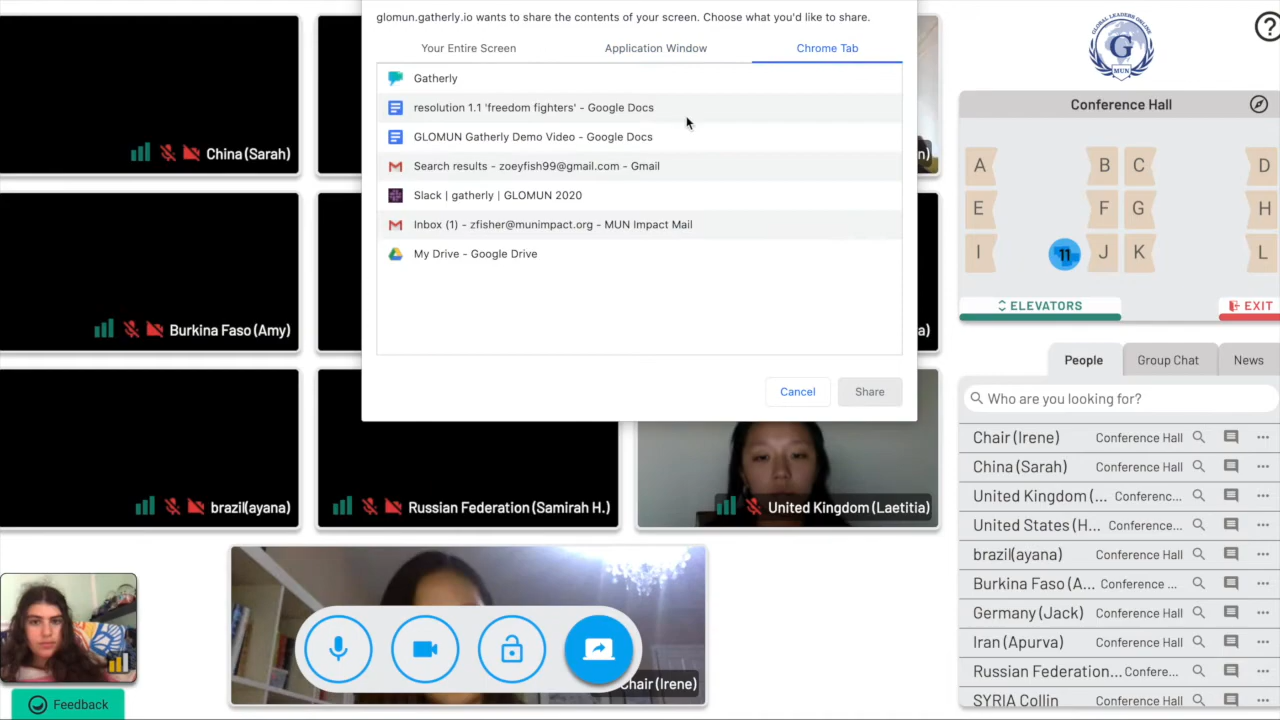 glomun.gatherly.io wants to share the contents of your screen. Choose what you'd like to share.
Your Entire Screen
Application Window
Chrome Tab
Gatherly
resolution 1.1 'freedom fighters' - Google Docs
GLOMUN Gatherly Demo Video - Google Docs
Search results - zoeyfish99@gmail.com - Gmail
Slack | gatherly | GLOMUN 2020
Inbox (1) - zfisher@munimpact.org - MUN Impact Mail
My Drive - Google Drive
Cancel
Share
China (Sarah)
n)
Burkina Faso (Amy)
a)
brazil(ayana)
Russian Federation (Samirah H.)
United Kingdom (Laetitia)
Chair (Irene)
Feedback
GLOBAL LEADERS ONLINE
G
MUN
?
Conference Hall
A B C D
E F G H
I 11 J K L
ELEVATORS
EXIT
People
Group Chat
News
Who are you looking for?
Chair (Irene) Conference Hall
China (Sarah) Conference Hall
United Kingdom (... Conferenc...
United States (H... Conference...
brazil(ayana) Conference Hall
Burkina Faso (A... Conference ...
Germany (Jack) Conference Hall
Iran (Apurva) Conference Hall
Russian Federation... Confere...
SYRIA Collin Conference Hall